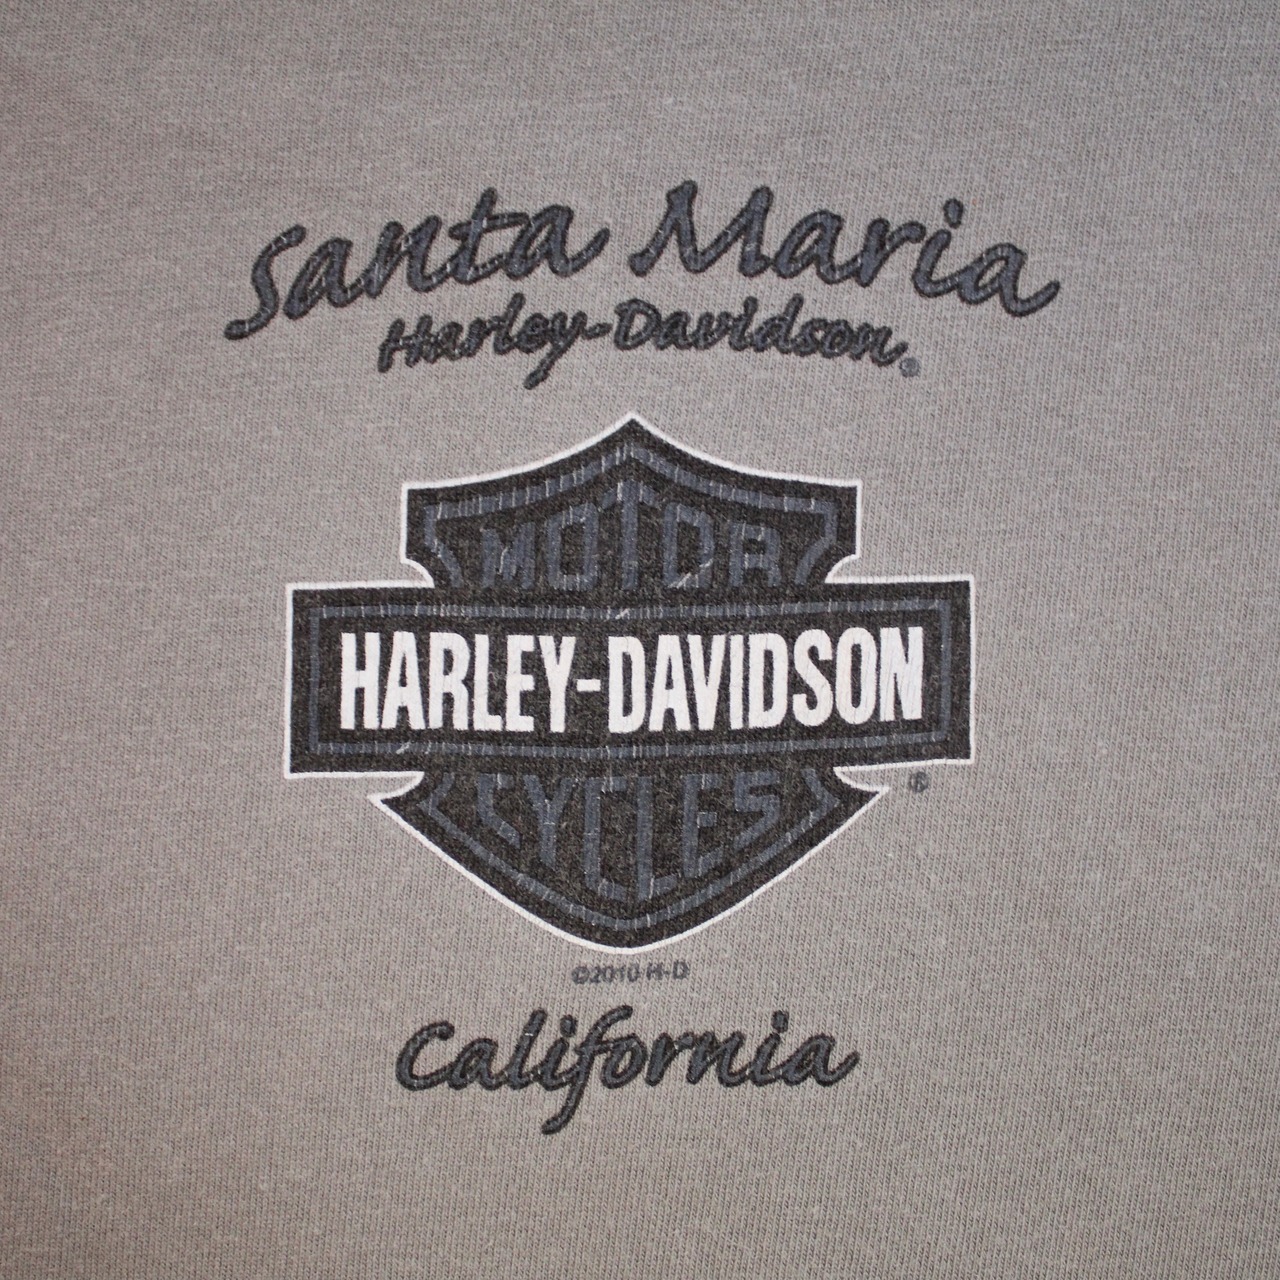 Santa Maria
Harley-Davidson®
MOTOR
HARLEY-DAVIDSON
CYCLES ®
©2010 H-D
California